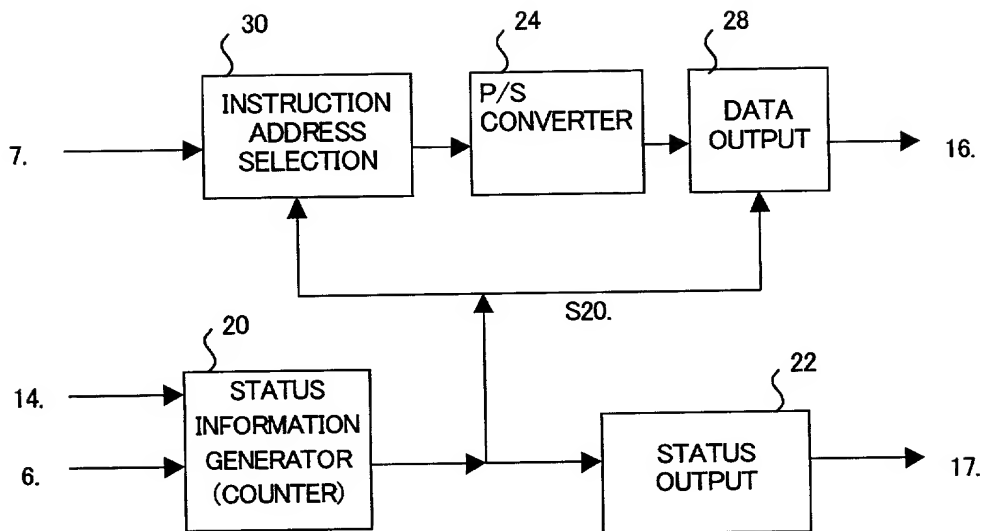 30
24
28
INSTRUCTION
ADDRESS
SELECTION
P/S
CONVERTER
DATA
OUTPUT
7.
16.
S20.
20
22
14.
6.
STATUS
INFORMATION
GENERATOR
(COUNTER)
STATUS
OUTPUT
17.